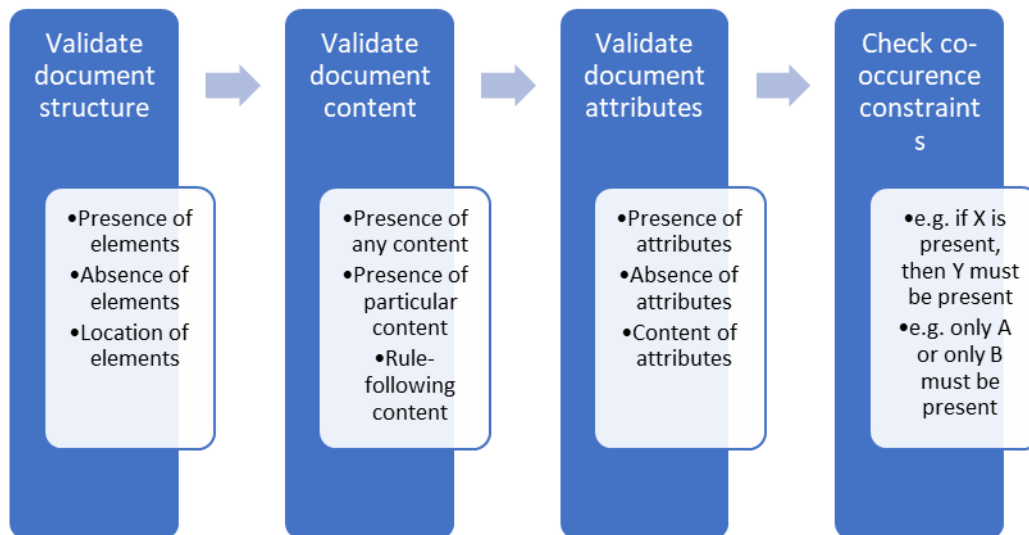 Validate
document
structure
•Presence of
elements
•Absence of
elements
•Location of
elements
Validate
document
content
•Presence of
any content
•Presence of
particular
content
•Rule-
following
content
Validate
document
attributes
•Presence of
attributes
•Absence of
attributes
•Content of
attributes
Check co-
occurence
constraint
s
•e.g. if X is
present,
then Y must
be present
•e.g. only A
or only B
must be
present